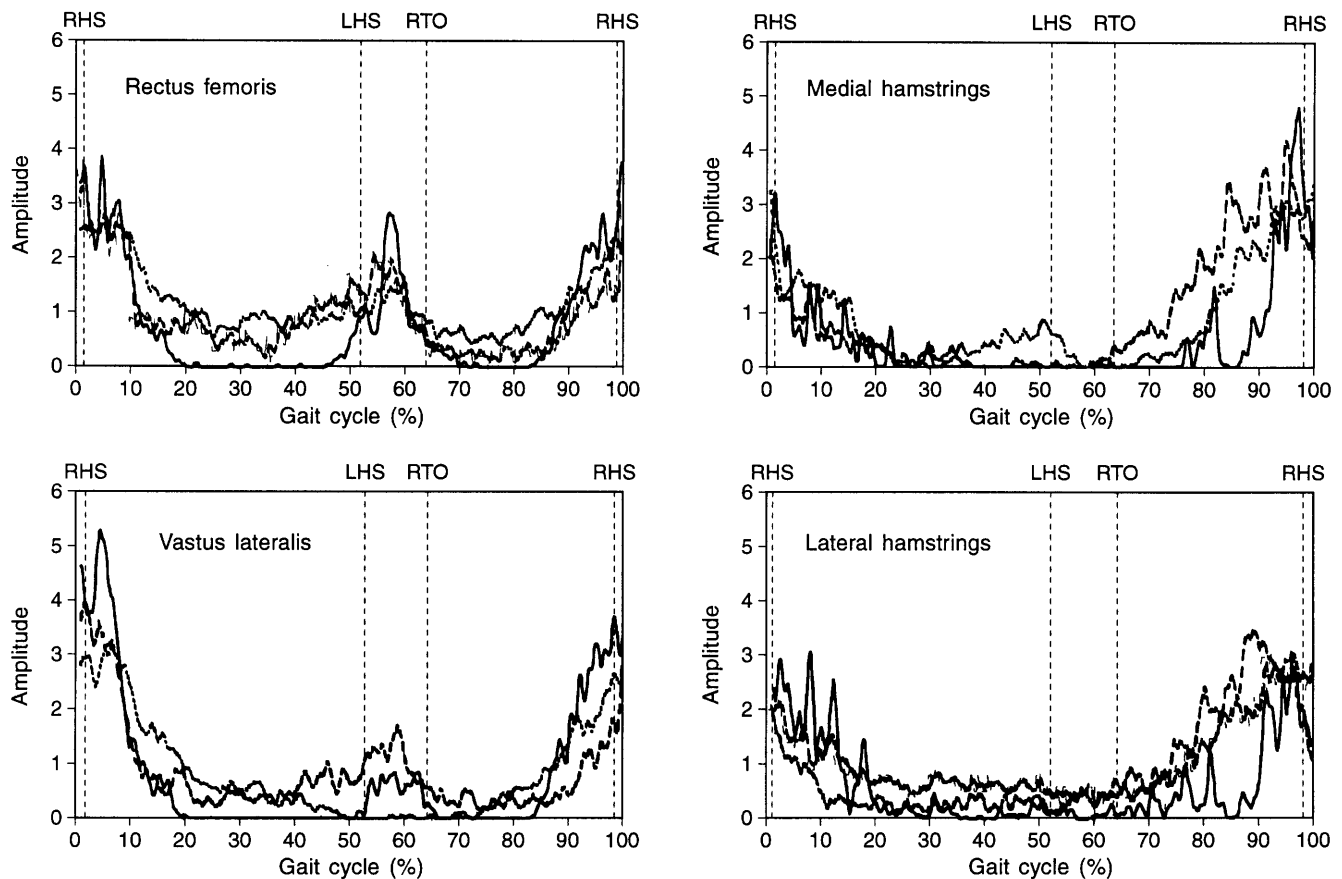 RHS LHS RTO RHS
Rectus femoris
Amplitude
6
5
4
3
2
1
0
0 10 20 30 40 50 60 70 80 90 100
Gait cycle (%)
RHS LHS RTO RHS
Medial hamstrings
Amplitude
6
5
4
3
2
1
0
0 10 20 30 40 50 60 70 80 90 100
Gait cycle (%)
RHS LHS RTO RHS
Vastus lateralis
Amplitude
6
5
4
3
2
1
0
0 10 20 30 40 50 60 70 80 90 100
Gait cycle (%)
RHS LHS RTO RHS
Lateral hamstrings
Amplitude
6
5
4
3
2
1
0
0 10 20 30 40 50 60 70 80 90 100
Gait cycle (%)